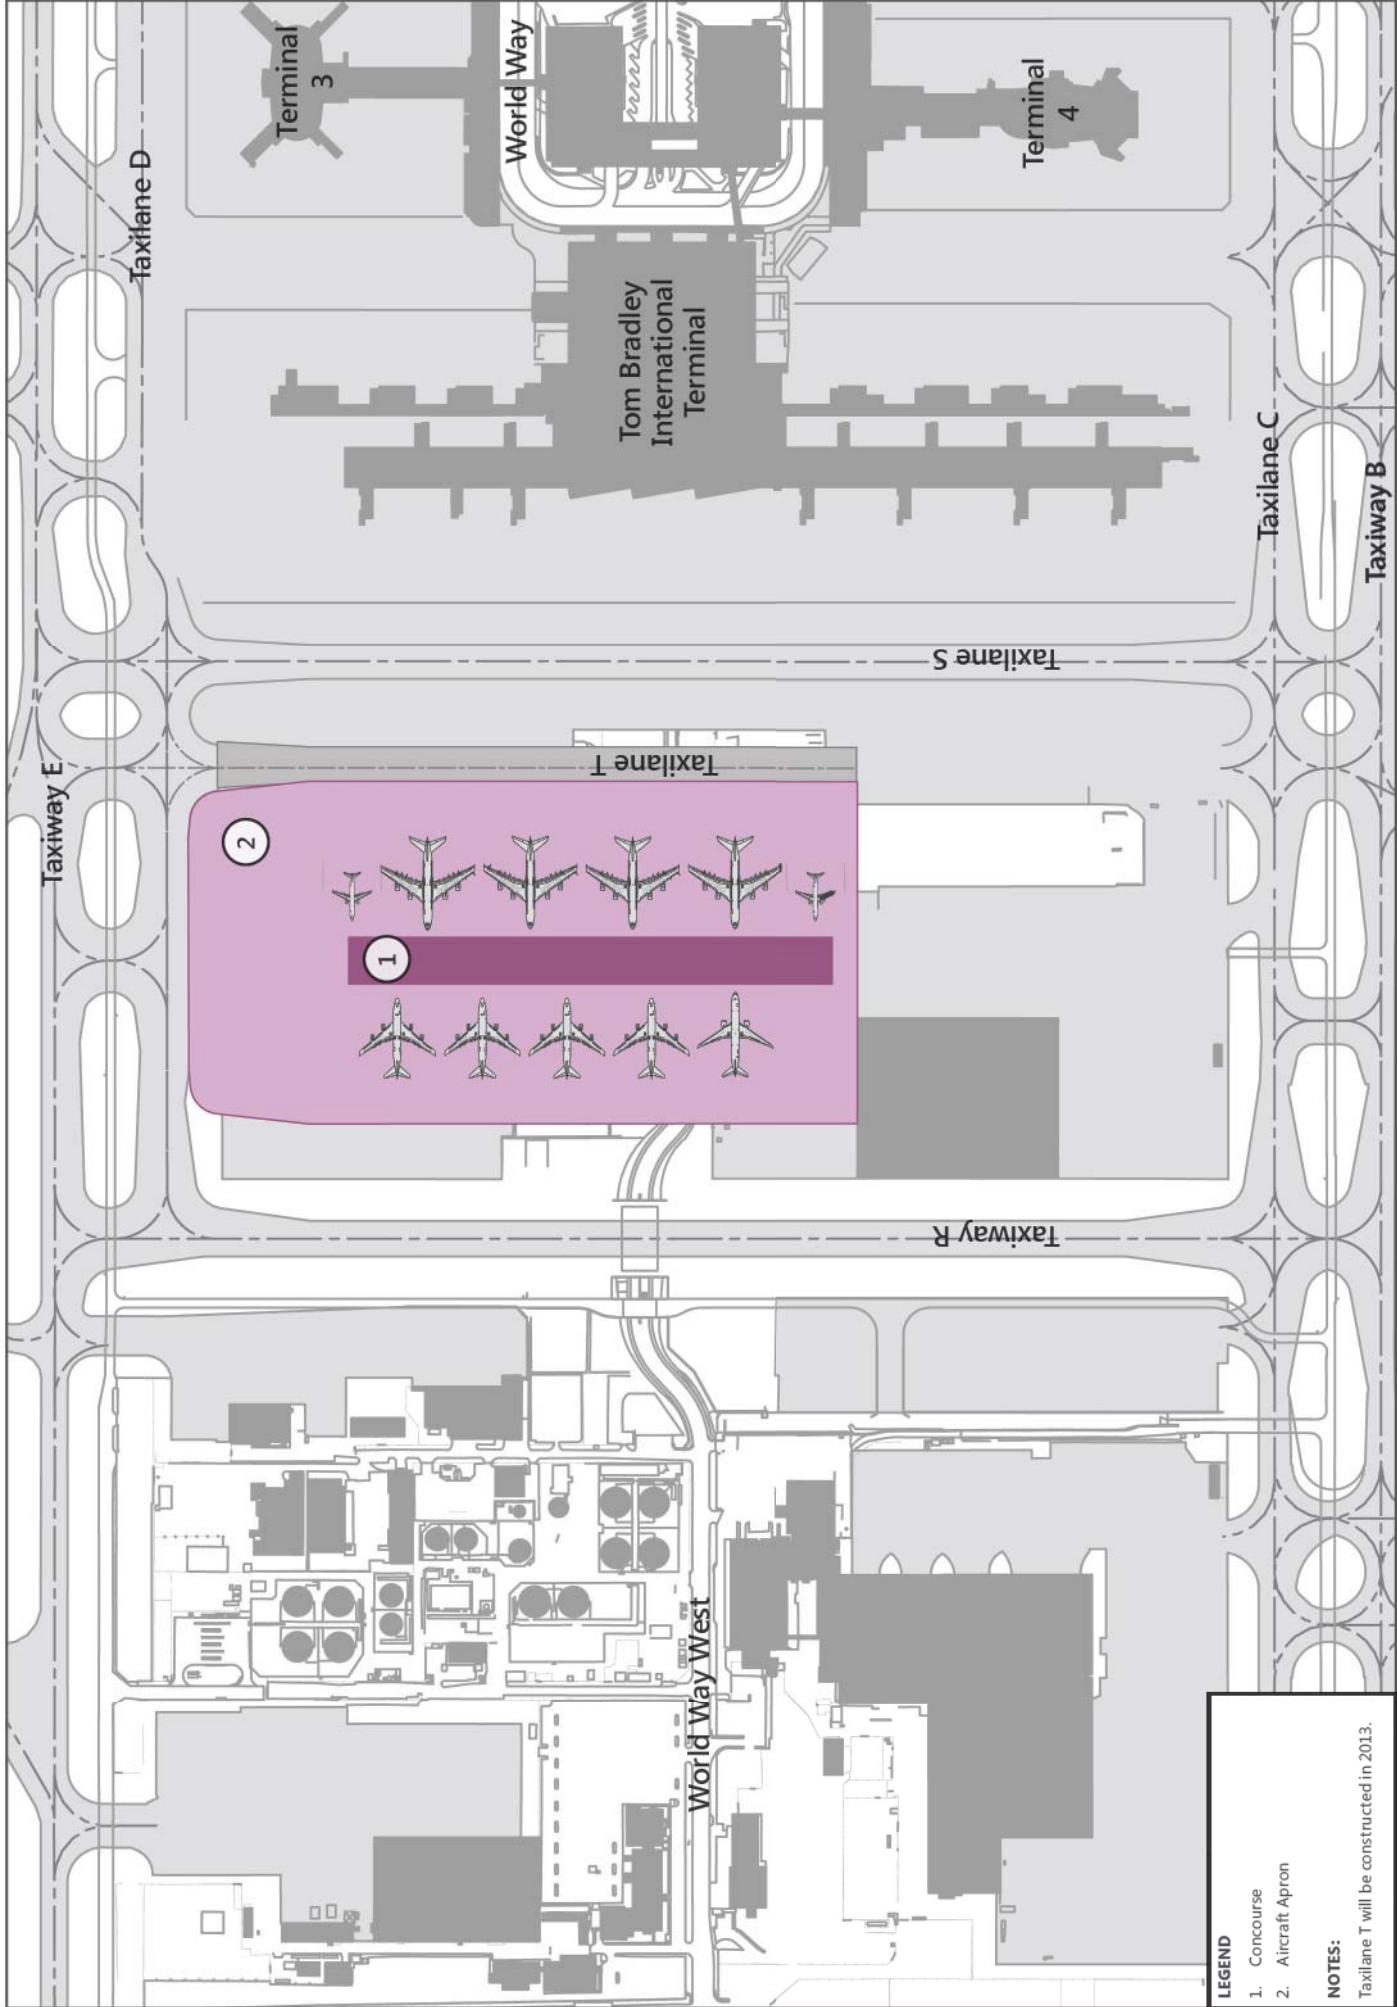 Taxiway E
Taxilane D
Terminal
3
World Way
Terminal
4
Tom Bradley
International
Terminal
Taxilane C
Taxiway B
Taxilane S
Taxilane T
2
1
Taxiway R
World Way West
LEGEND
1. Concourse
2. Aircraft Apron
NOTES:
Taxilane T will be constructed in 2013.